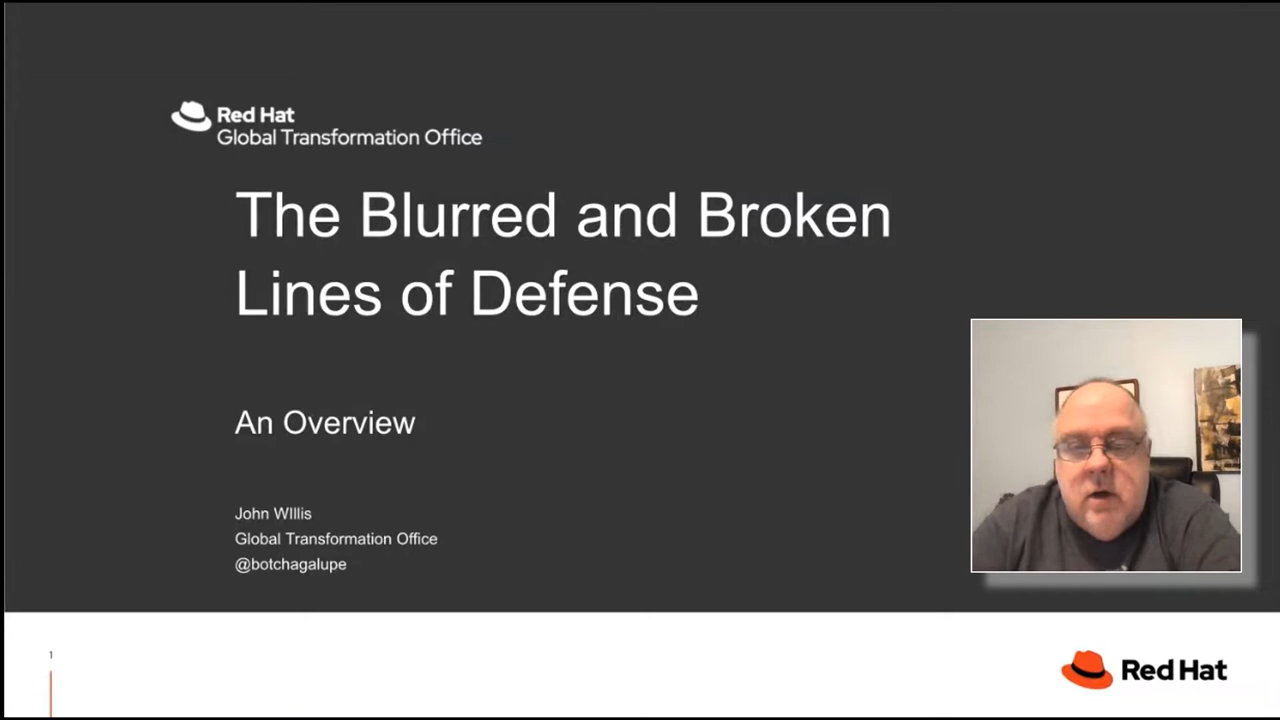 Red Hat
Global Transformation Office
The Blurred and Broken
Lines of Defense
An Overview
John WIllis
Global Transformation Office
@botchagalupe
1
Red Hat